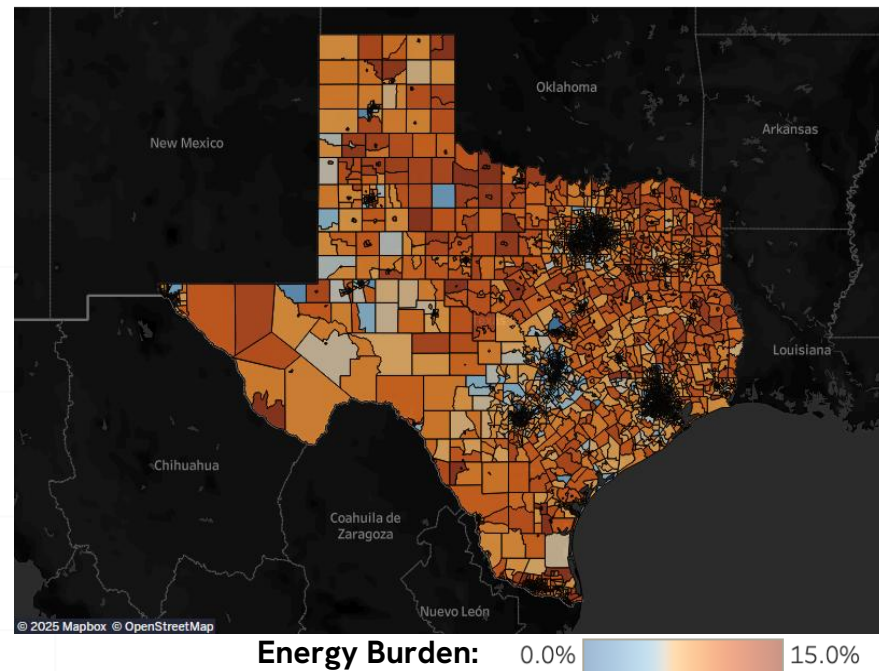 Oklahoma
New Mexico
Arkansas
Louisiana
Chihuahua
Coahuila de
Zaragoza
Nuevo León
© 2025 Mapbox © OpenStreetMap
Energy Burden: 0.0% 15.0%